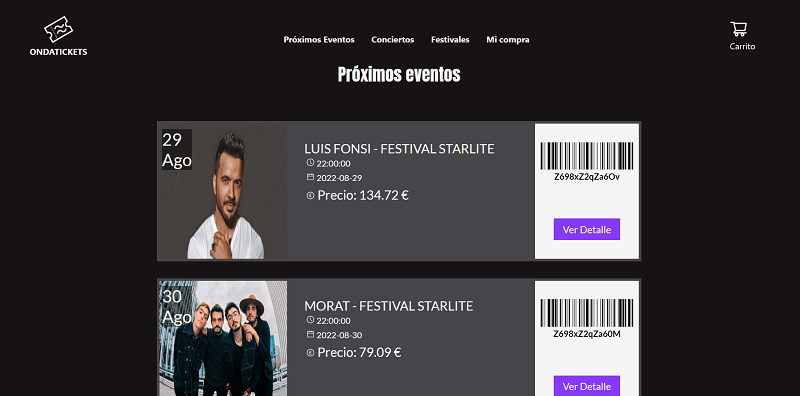 ONDATICKETS
Próximos Eventos
Conciertos
Festivales
Mi compra
Carrito
Próximos eventos
29
Ago
LUIS FONSI - FESTIVAL STARLITE
22:00:00
2022-08-29
Precio: 134.72 €
Z698xZ2qZa6Ov
Ver Detalle
30
Ago
MORAT - FESTIVAL STARLITE
22:00:00
2022-08-30
Precio: 79.09 €
Z698xZ2qZa60M
Ver Detalle